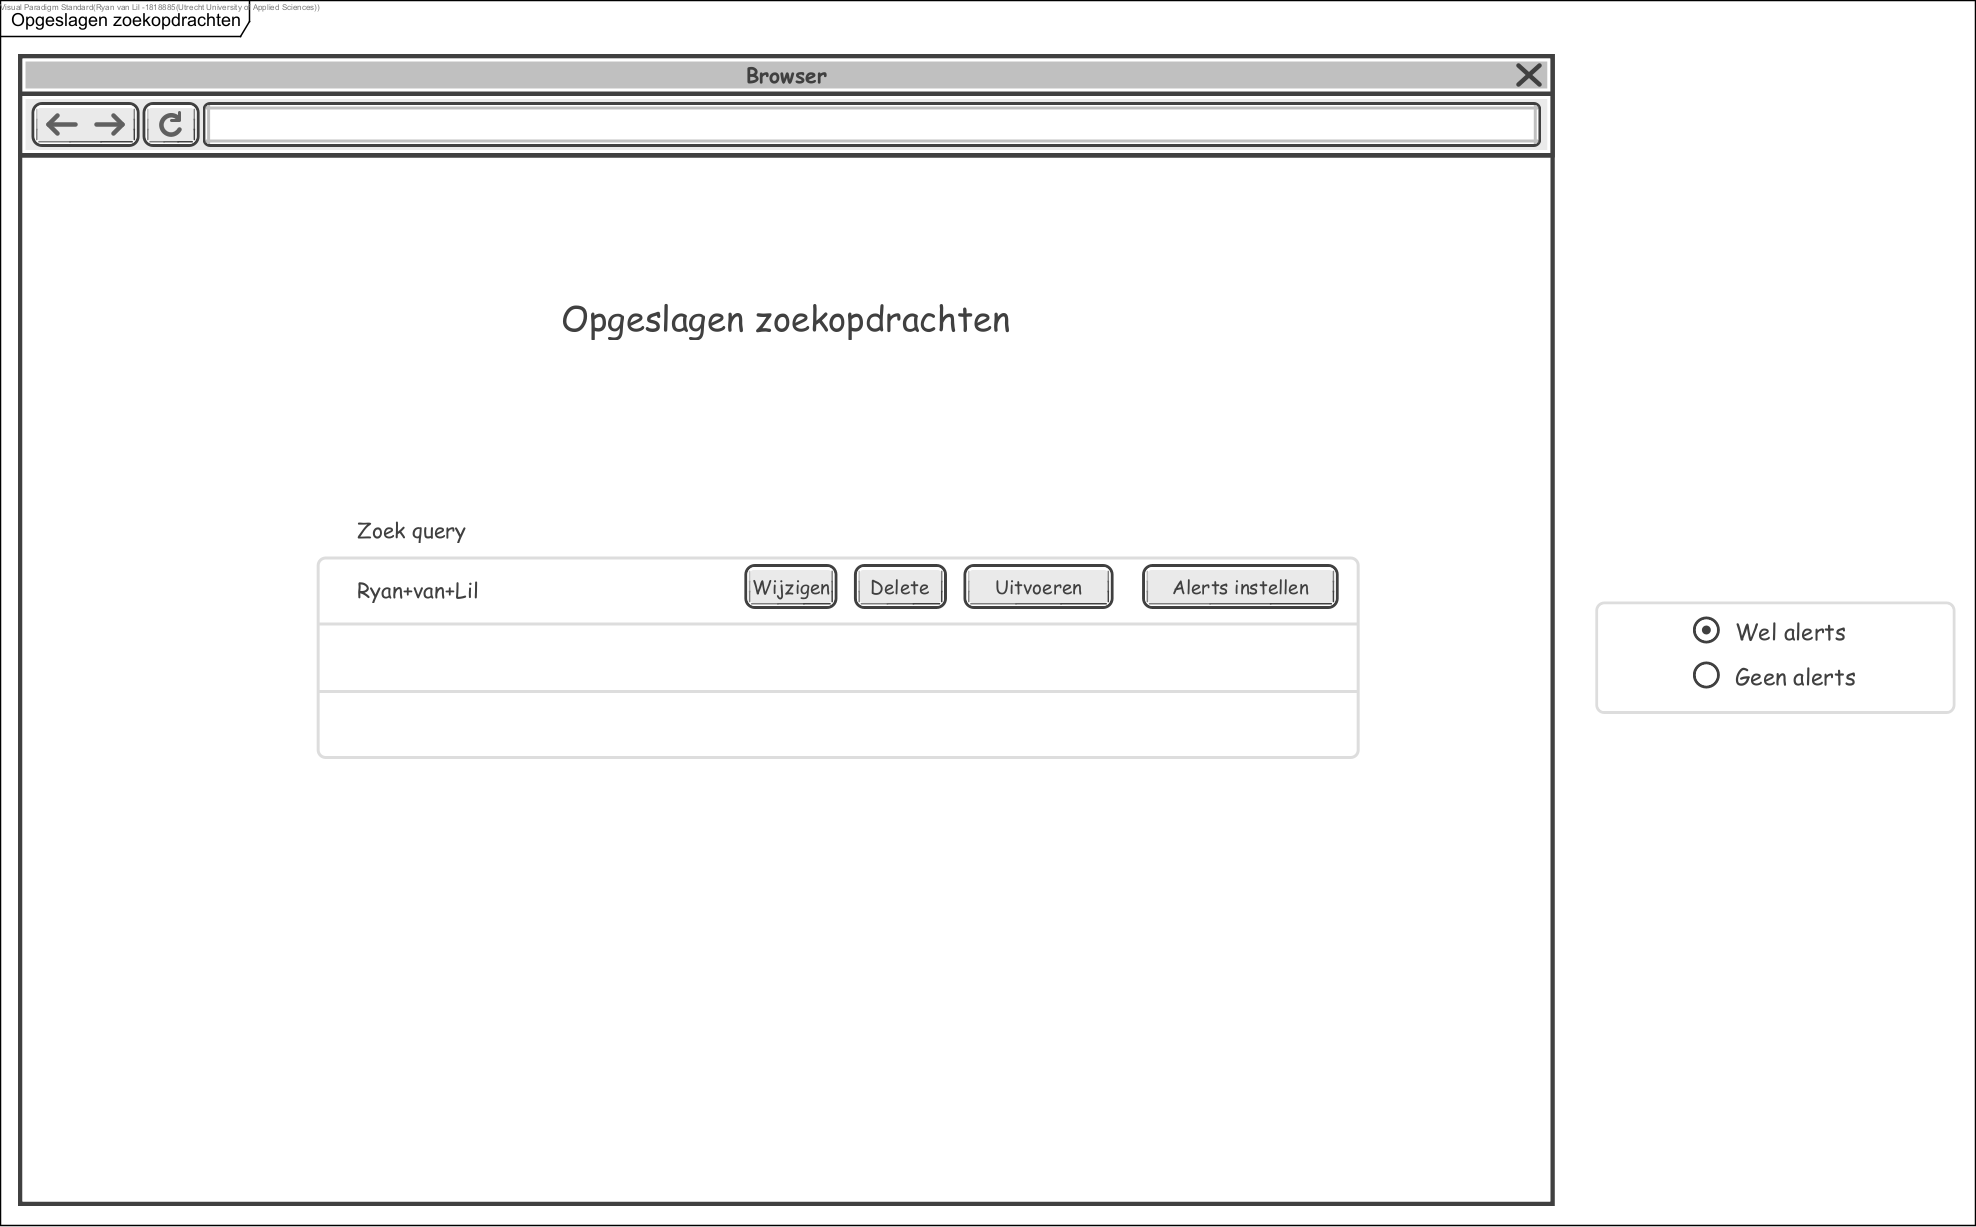 Visual Paradigm Standard(Ryan van Lil -1818885(Utrecht University of Applied Sciences))
Opgeslagen zoekopdrachten
Browser
Opgeslagen zoekopdrachten
Zoek query
Ryan+van+Lil Wijzigen Delete Uitvoeren Alerts instellen
Wel alerts
Geen alerts